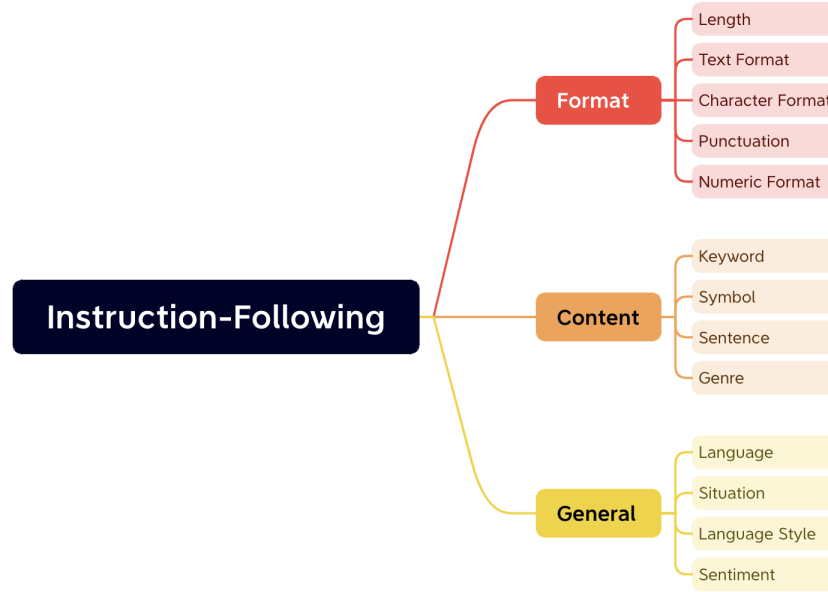 Instruction-Following
Format
Length
Text Format
Character Format
Punctuation
Numeric Format
Content
Keyword
Symbol
Sentence
Genre
General
Language
Situation
Language Style
Sentiment